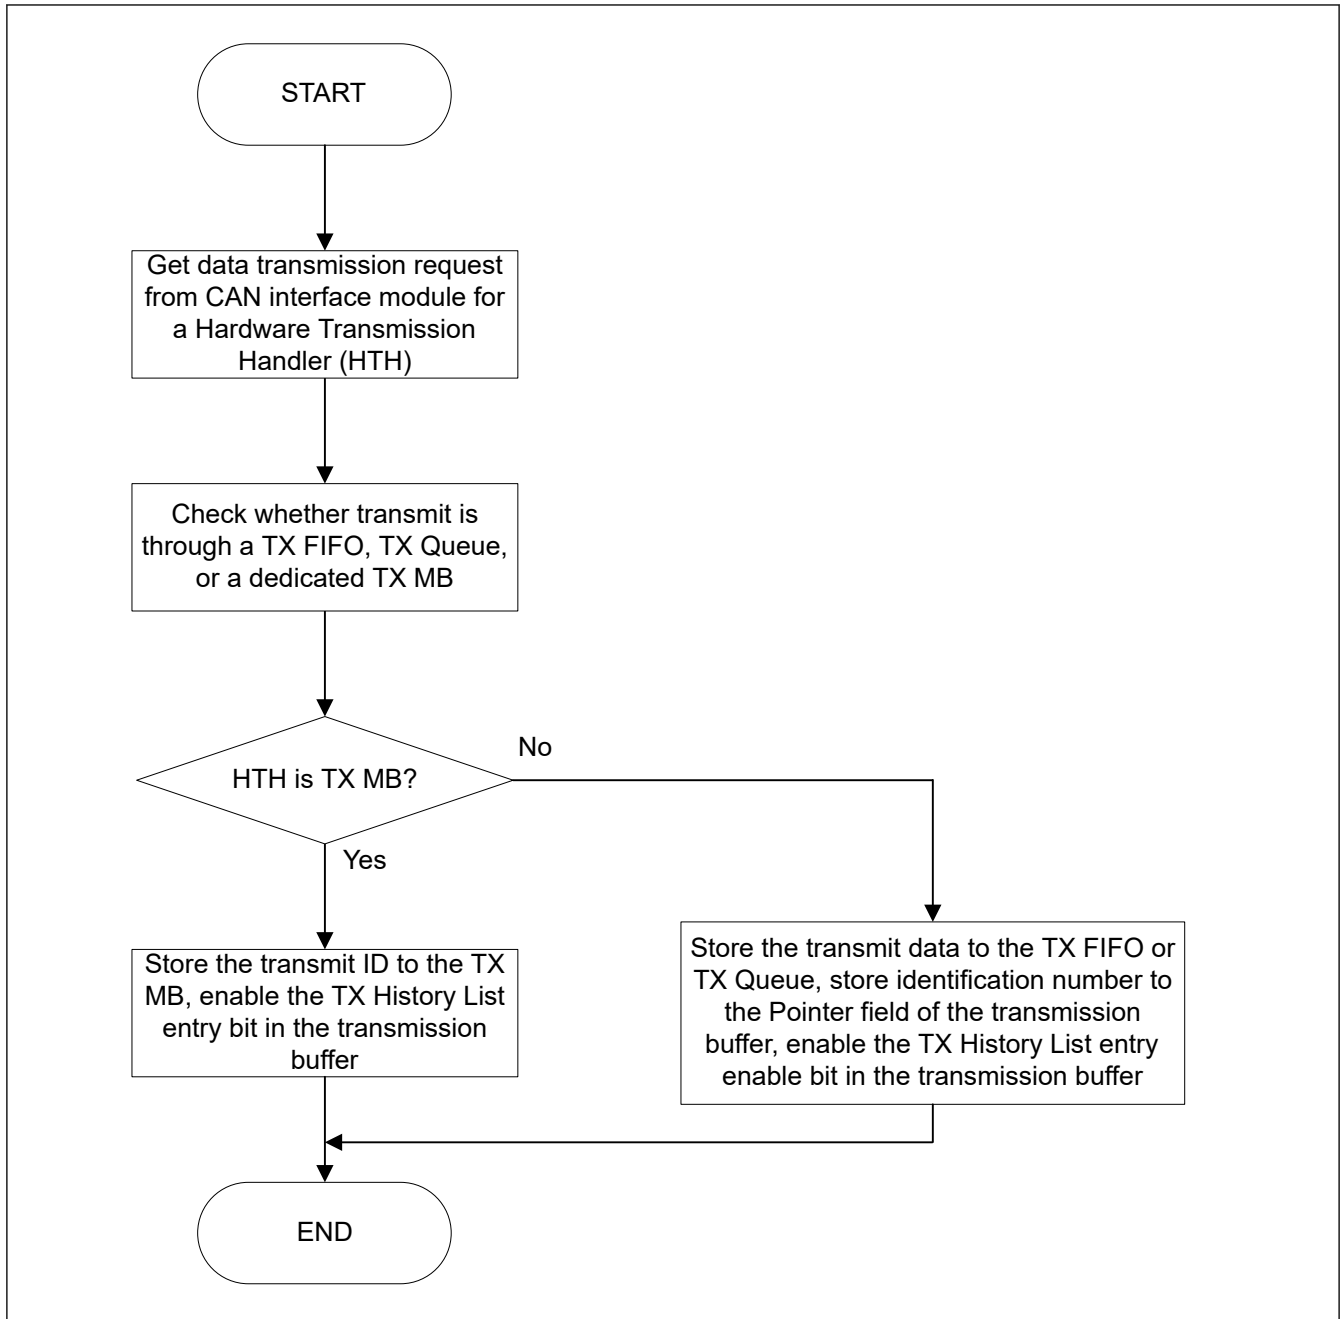 START
Get data transmission request
from CAN interface module for
a Hardware Transmission
Handler (HTH)
Check whether transmit is
through a TX FIFO, TX Queue,
or a dedicated TX MB
HTH is TX MB?
No
Yes
Store the transmit ID to the TX
MB, enable the TX History List
entry bit in the transmission
buffer
Store the transmit data to the TX FIFO or
TX Queue, store identification number to
the Pointer field of the transmission
buffer, enable the TX History List entry
enable bit in the transmission buffer
END